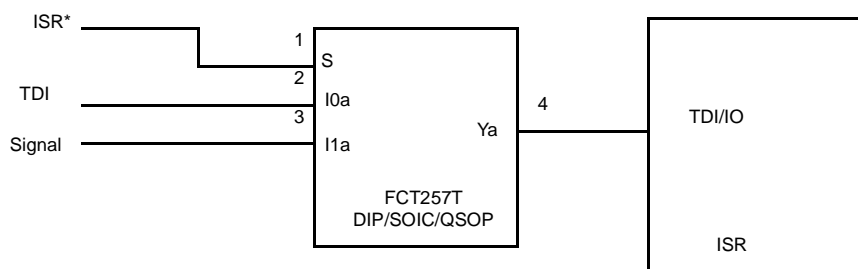 ISR*
1
S
2
TDI
I0a
4
3
TDI/IO
Ya
Signal
I1a
FCT257T
DIP/SOIC/QSOP
ISR